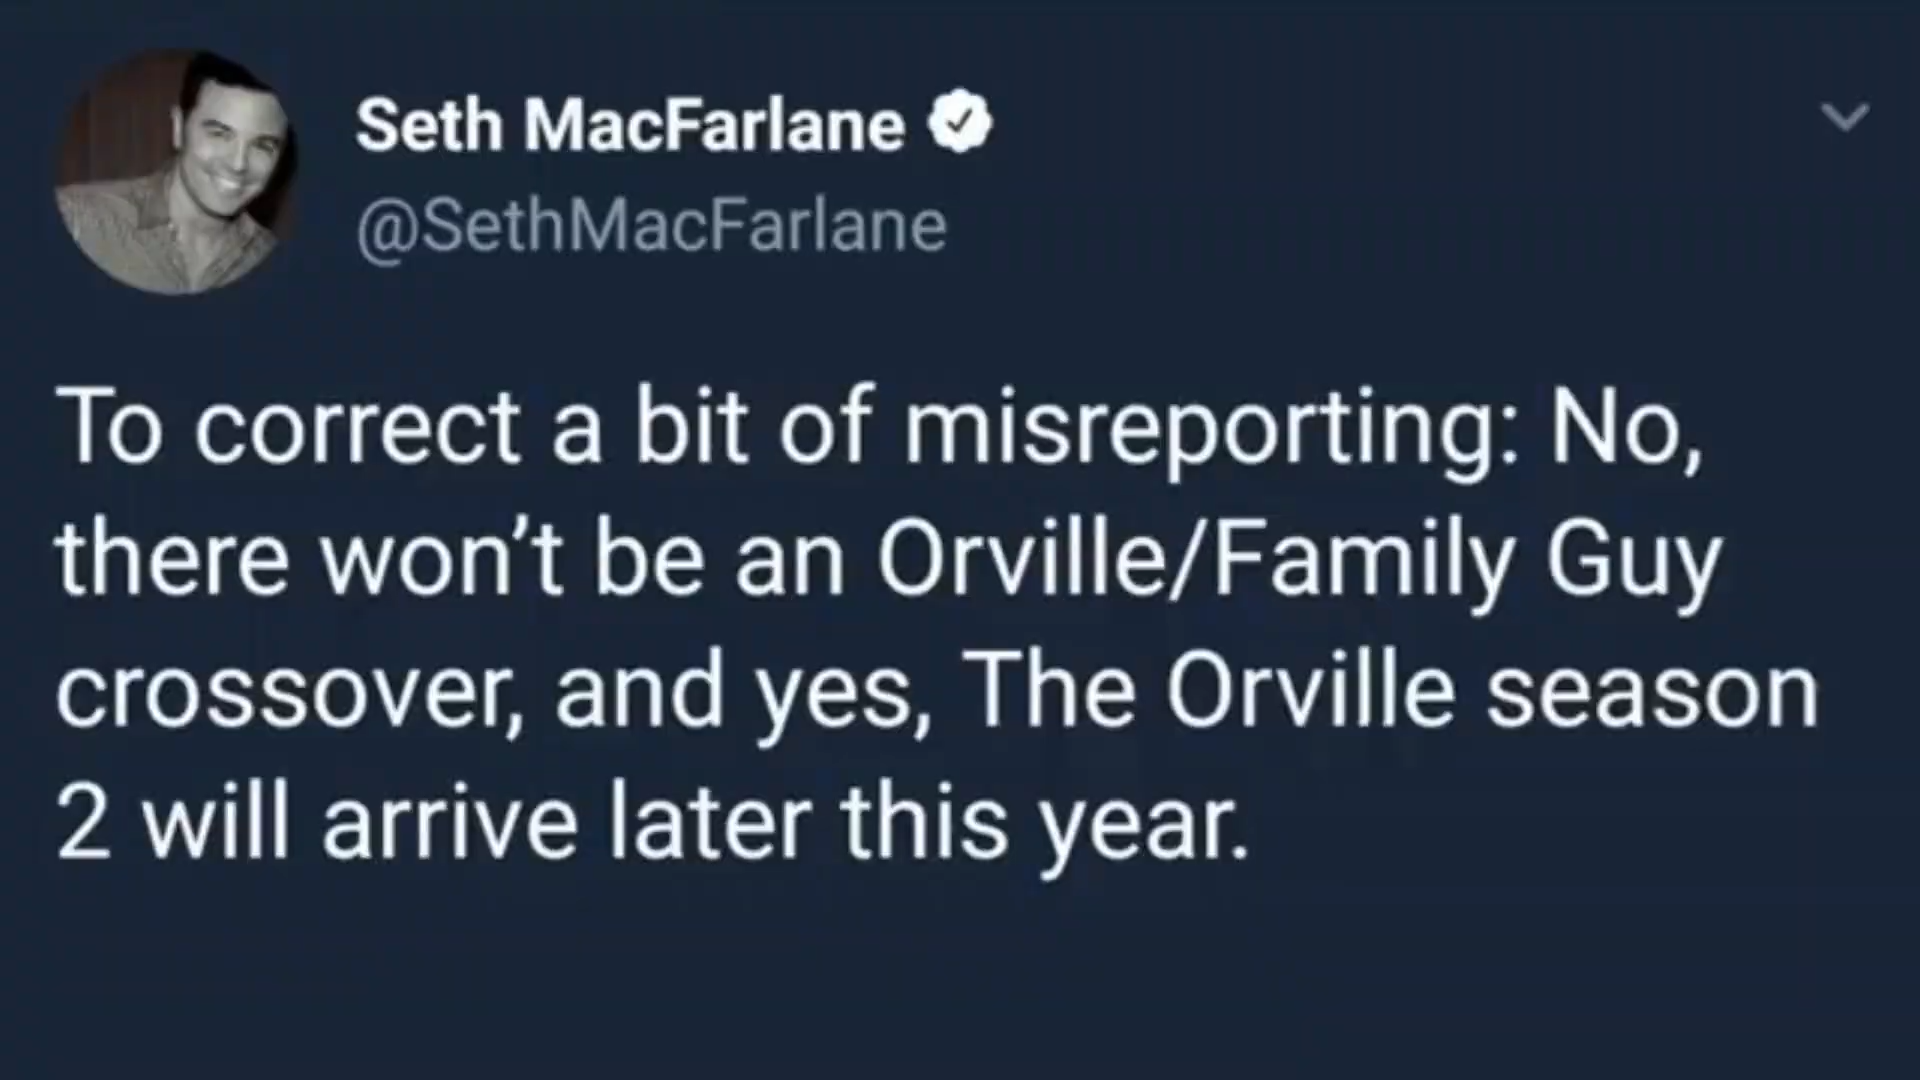 Seth MacFarlane
@SethMacFarlane
To correct a bit of misreporting: No,
there won’t be an Orville/Family Guy
crossover, and yes, The Orville season
2 will arrive later this year.